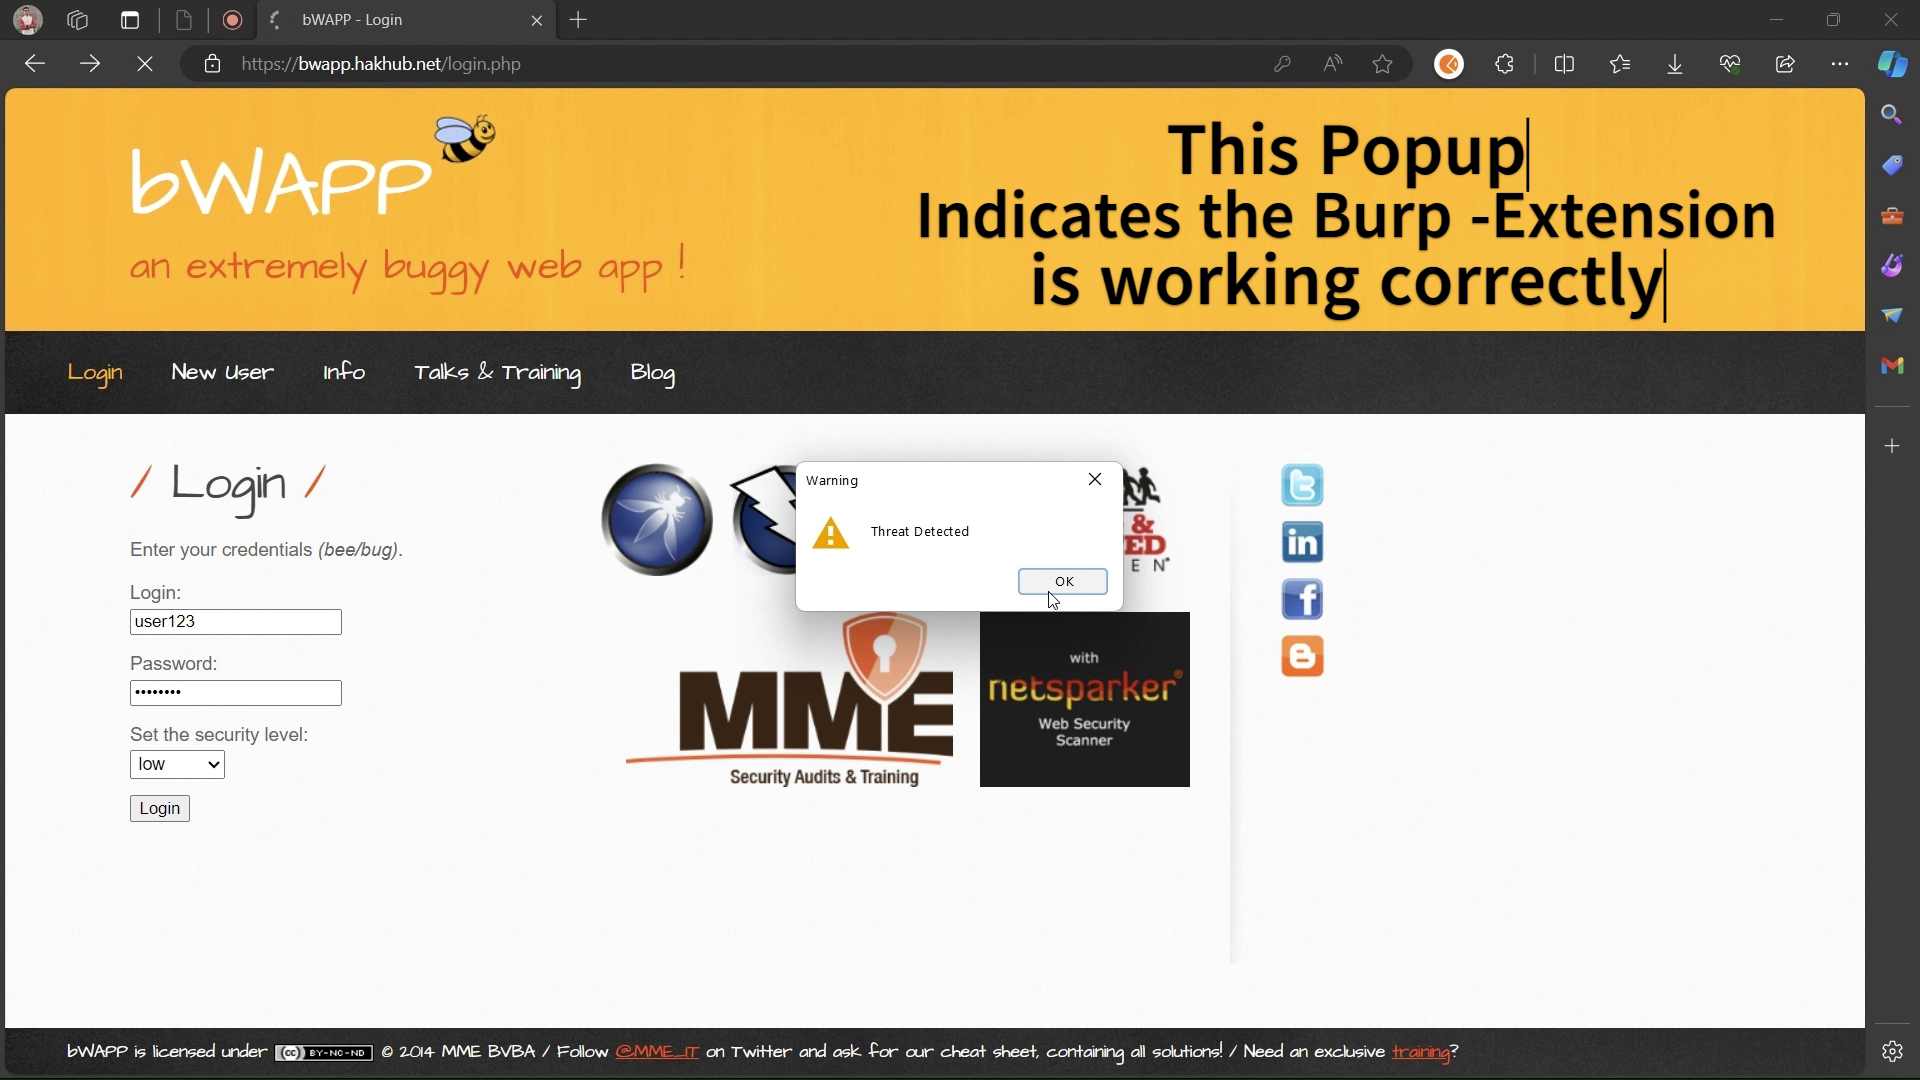 bWAPP - Login
https://bwapp.hakhub.net/login.php
bWAPP
an extremely buggy web app !
This Popup
Indicates the Burp -Extension
is working correctly
Login
New User
Info
Talks & Training
Blog
/ Login /
Enter your credentials (bee/bug).
Login:
user123
Password:
••••••••
Set the security level:
low
Login
Warning
Threat Detected
OK
&
ED
E N
MME
Security Audits & Training
with
netsparker
Web Security
Scanner
bWAPP is licensed under (cc) BY-NC-ND © 2014 MME BVBA / Follow @MME_IT on Twitter and ask for our cheat sheet, containing all solutions! / Need an exclusive training?